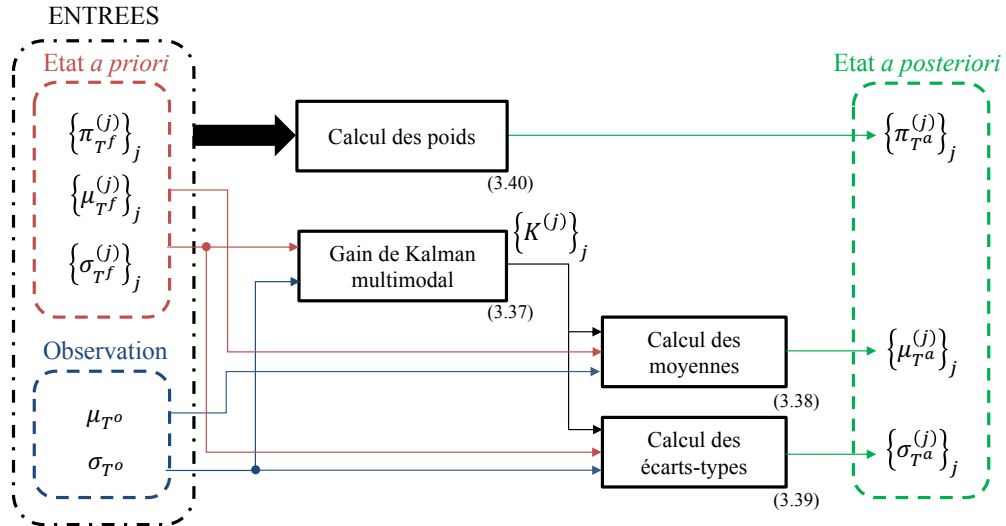 ENTREES
Etat a priori
{π_{T^f}^{(j)}}_j
{μ_{T^f}^{(j)}}_j
{σ_{T^f}^{(j)}}_j
Observation
μ_{T^o}
σ_{T^o}
Calcul des poids
(3.40)
Gain de Kalman
multimodal
(3.37)
{K^{(j)}}_j
Calcul des
moyennes
(3.38)
Calcul des
écarts-types
(3.39)
Etat a posteriori
{π_{T^a}^{(j)}}_j
{μ_{T^a}^{(j)}}_j
{σ_{T^a}^{(j)}}_j